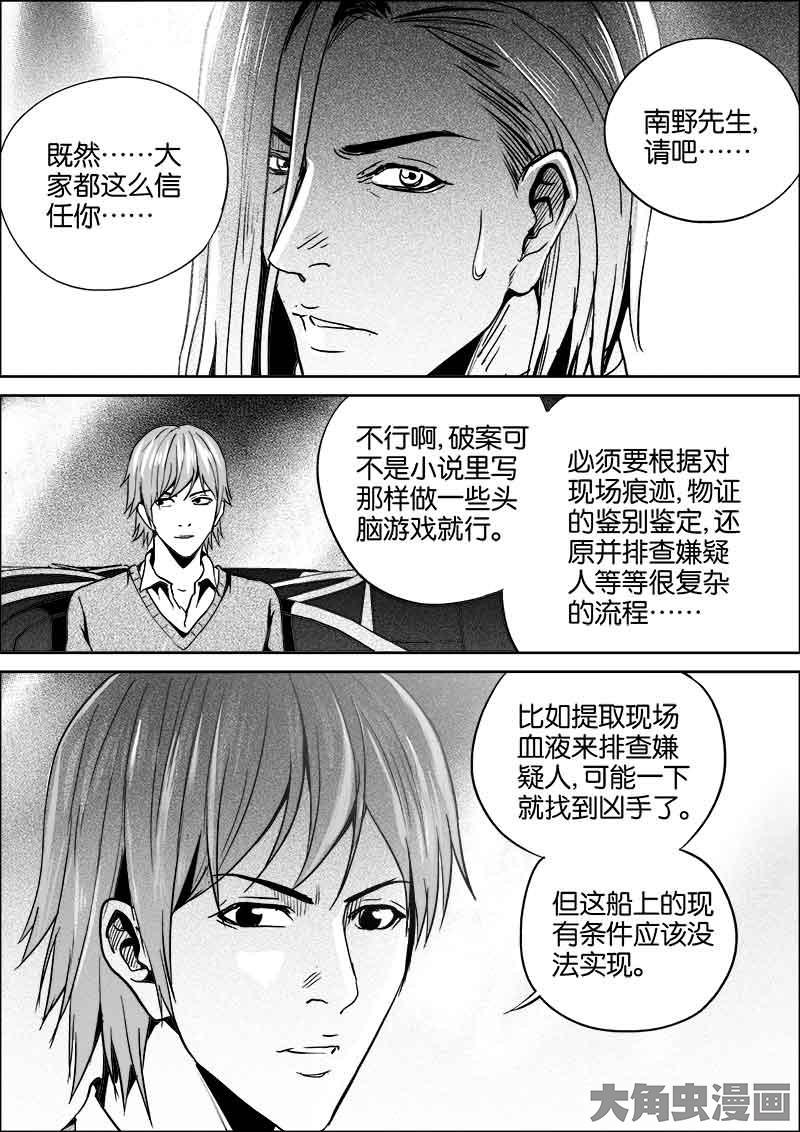 既然……大
家都这么信
任你……
南野先生，
请吧……
不行啊，破案可
不是小说里写
那样做一些头
脑游戏就行。
必须要根据对
现场痕迹，物证
的鉴别鉴定，还
原并排查嫌疑
人等等很复杂
的流程……
比如提取现场
血液来排查嫌
疑人，可能一下
就找到凶手了。
但这船上的现
有条件应该没
法实现。
大角虫漫画